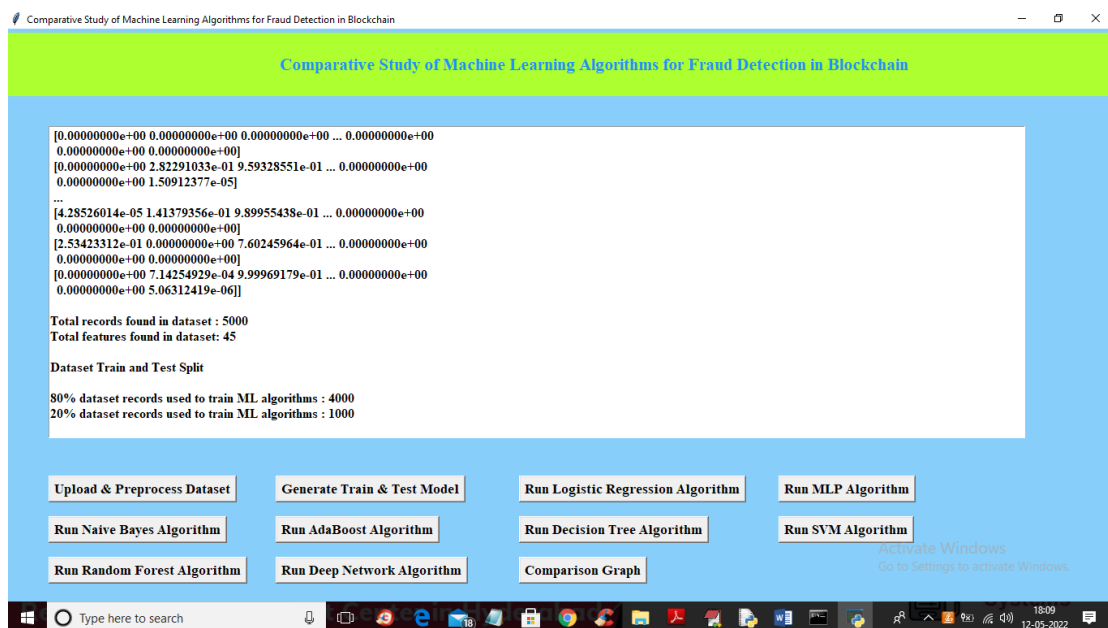 Comparative Study of Machine Learning Algorithms for Fraud Detection in Blockchain
Comparative Study of Machine Learning Algorithms for Fraud Detection in Blockchain
[0.00000000e+00 0.00000000e+00 0.00000000e+00 ... 0.00000000e+00
0.00000000e+00 0.00000000e+00]
[0.00000000e+00 2.82291033e-01 9.59328551e-01 ... 0.00000000e+00
0.00000000e+00 1.50912377e-05]
...
[4.28526014e-05 1.41379356e-01 9.89955438e-01 ... 0.00000000e+00
0.00000000e+00 0.00000000e+00]
[2.53423312e-01 0.00000000e+00 7.60245964e-01 ... 0.00000000e+00
0.00000000e+00 0.00000000e+00]
[0.00000000e+00 7.14254929e-04 9.99969179e-01 ... 0.00000000e+00
0.00000000e+00 5.06312419e-06]]
Total records found in dataset : 5000
Total features found in dataset: 45
Dataset Train and Test Split
80% dataset records used to train ML algorithms : 4000
20% dataset records used to train ML algorithms : 1000
Upload & Preprocess Dataset Generate Train & Test Model Run Logistic Regression Algorithm Run MLP Algorithm
Run Naive Bayes Algorithm Run AdaBoost Algorithm Run Decision Tree Algorithm Run SVM Algorithm
Activate Windows
Go to Settings to activate Windows.
Run Random Forest Algorithm Run Deep Network Algorithm Comparison Graph
Type here to search
18
18:09
12-05-2022